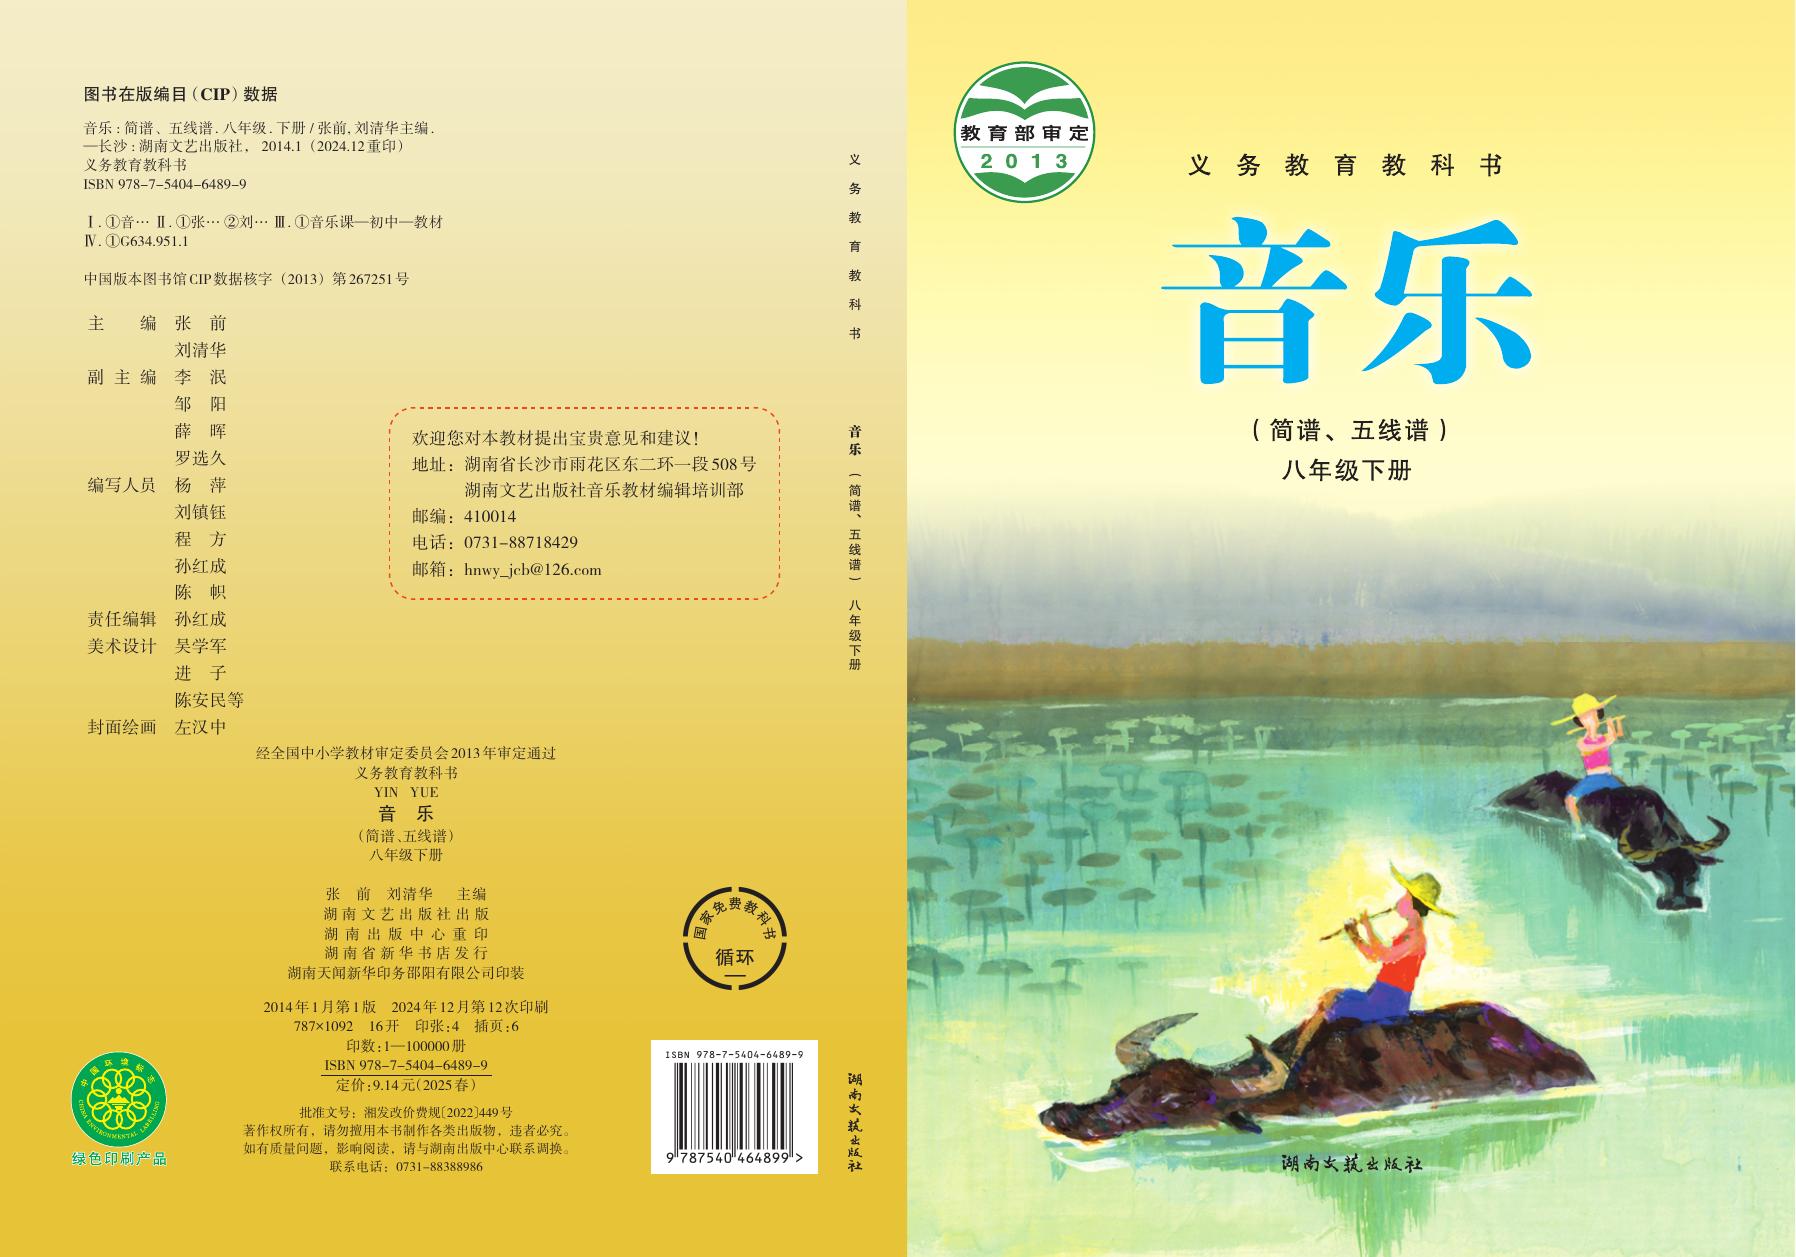 图书在版编目（CIP）数据
音乐：简谱、五线谱. 八年级. 下册 / 张前, 刘清华主编.
—长沙：湖南文艺出版社， 2014.1（2024.12重印）
义务教育教科书
ISBN 978-7-5404-6489-9
Ⅰ. ①音… Ⅱ. ①张… ②刘… Ⅲ. ①音乐课—初中—教材
Ⅳ. ①G634.951.1
中国版本图书馆CIP数据核字（2013）第267251号
主　编 张　前
刘清华
副主编 李　泯
邹　阳
薛　晖
罗选久
编写人员 杨　萍
刘镇钰
程　方
孙红成
陈　帜
责任编辑 孙红成
美术设计 吴学军
进　子
陈安民等
封面绘画 左汉中
欢迎您对本教材提出宝贵意见和建议！
地址：湖南省长沙市雨花区东二环一段508号
湖南文艺出版社音乐教材编辑培训部
邮编：410014
电话：0731-88718429
邮箱：hnwy_jcb@126.com
经全国中小学教材审定委员会2013年审定通过
义务教育教科书
YIN YUE
音 乐
（简谱、五线谱）
八年级下册
张　前　刘清华　主编
湖南文艺出版社出版
湖南出版中心重印
湖南省新华书店发行
湖南天闻新华印务邵阳有限公司印装
2014年1月第1版　2024年12月第12次印刷
787×1092　16开　印张：4　插页：6
印数：1—100000册
ISBN 978-7-5404-6489-9
定价：9.14元（2025春）
批准文号：湘发改价费规〔2022〕449号
著作权所有，请勿擅用本书制作各类出版物，违者必究。
如有质量问题，影响阅读，请与湖南出版中心联系调换。
联系电话：0731-88388986
中国环境标志
CHINA ENVIRONMENTAL LABELLING
绿色印刷产品
国家免费教科书
循环
ISBN 978-7-5404-6489-9
9 787540 464899 >
义务教育教科书
音乐（简谱、五线谱） 八年级下册
湖南文艺出版社
教育部审定
2013
义务教育教科书
音乐
（简谱、五线谱）
八年级下册
湖南文艺出版社